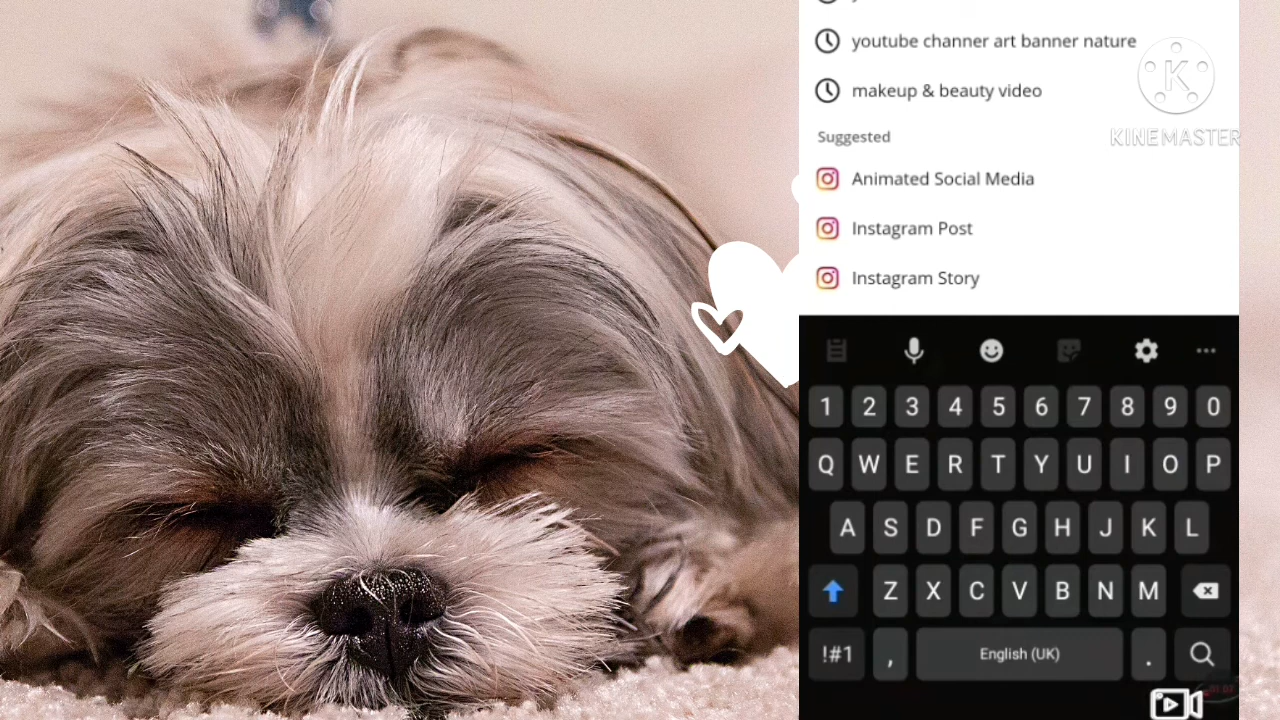 youtube channer art banner nature
makeup & beauty video
K
KINEMASTER
Suggested
Animated Social Media
Instagram Post
Instagram Story
1 2 3 4 5 6 7 8 9 0
Q W E R T Y U I O P
A S D F G H J K L
Z X C V B N M
!#1 , English (UK) .